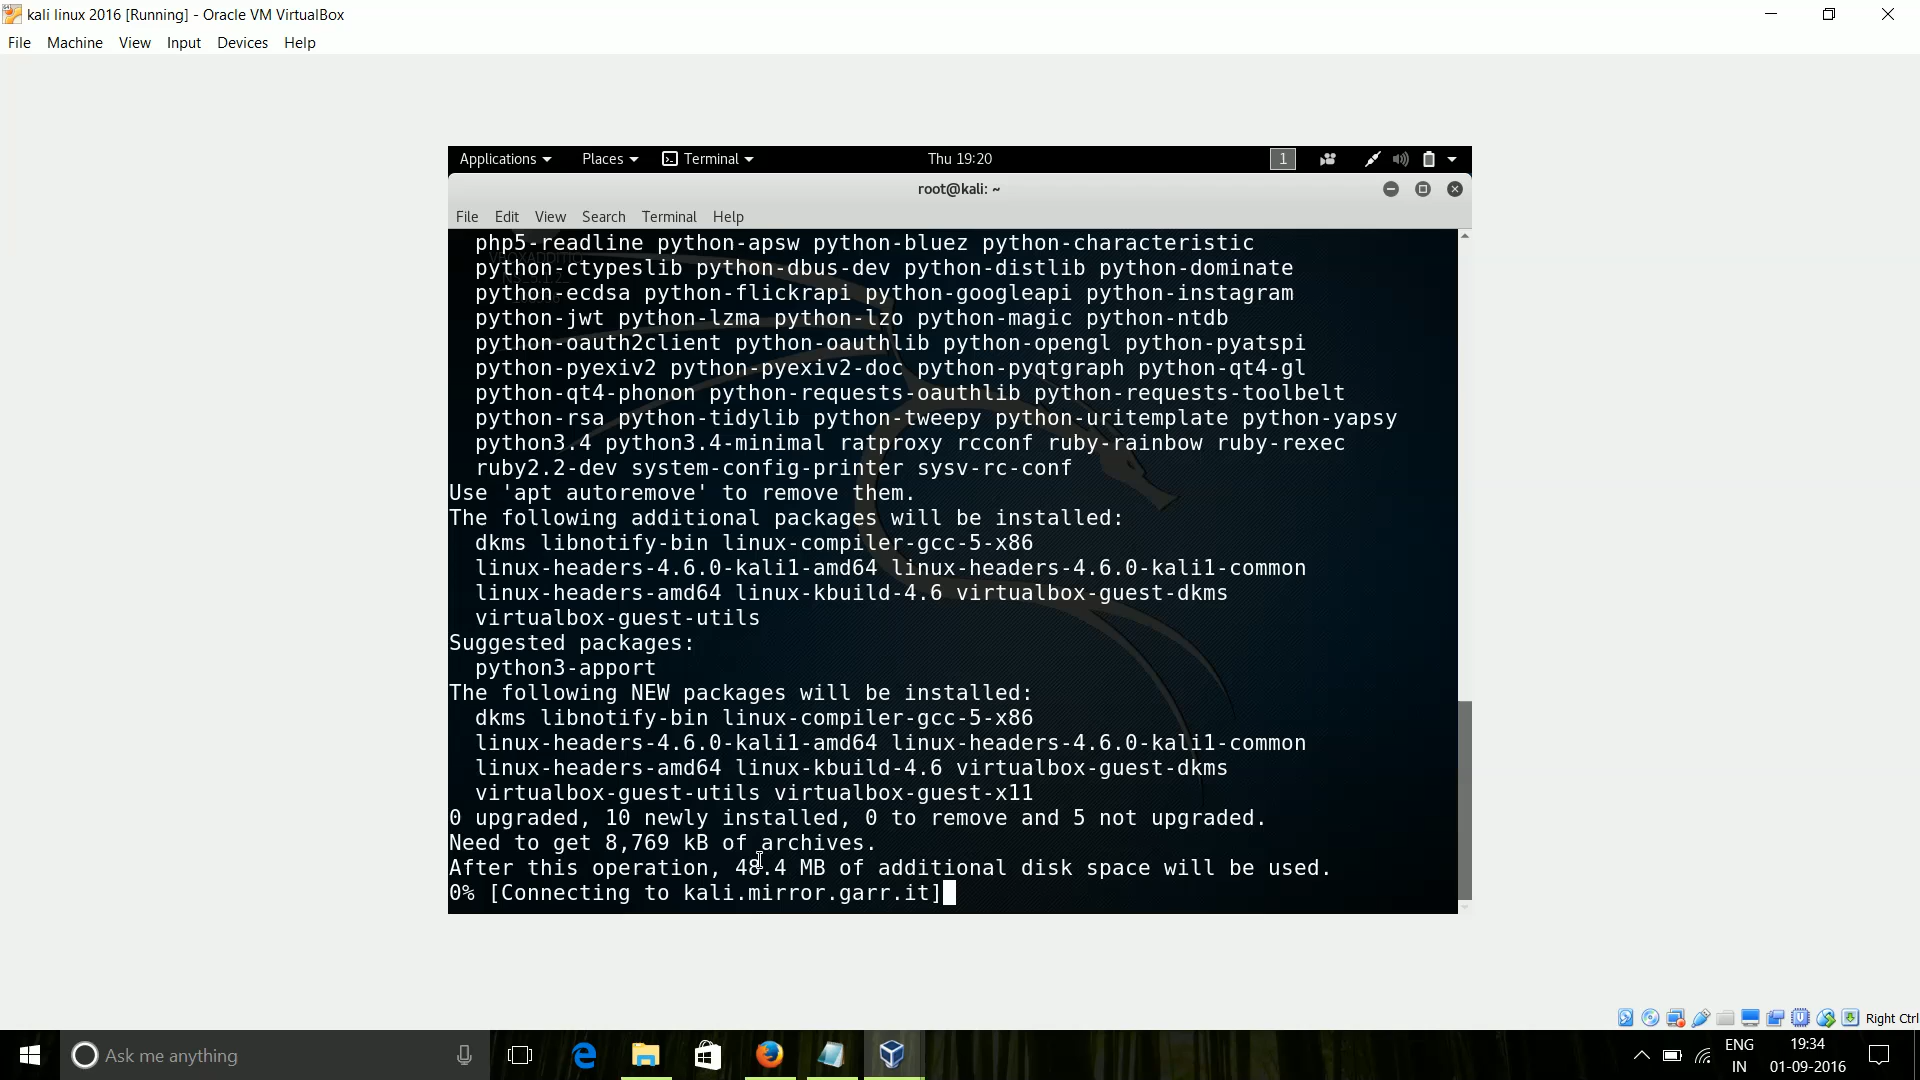 kali linux 2016 [Running] - Oracle VM VirtualBox
File Machine View Input Devices Help
Applications Places Terminal Thu 19:20 1
root@kali: ~
File Edit View Search Terminal Help
php5-readline python-apsw python-bluez python-characteristic
python-ctypeslib python-dbus-dev python-distlib python-dominate
python-ecdsa python-flickrapi python-googleapi python-instagram
python-jwt python-lzma python-lzo python-magic python-ntdb
python-oauth2client python-oauthlib python-opengl python-pyatspi
python-pyexiv2 python-pyexiv2-doc python-pyqtgraph python-qt4-gl
python-qt4-phonon python-requests-oauthlib python-requests-toolbelt
python-rsa python-tidylib python-tweepy python-uritemplate python-yapsy
python3.4 python3.4-minimal ratproxy rcconf ruby-rainbow ruby-rexec
ruby2.2-dev system-config-printer sysv-rc-conf
Use 'apt autoremove' to remove them.
The following additional packages will be installed:
dkms libnotify-bin linux-compiler-gcc-5-x86
linux-headers-4.6.0-kali1-amd64 linux-headers-4.6.0-kali1-common
linux-headers-amd64 linux-kbuild-4.6 virtualbox-guest-dkms
virtualbox-guest-utils
Suggested packages:
python3-apport
The following NEW packages will be installed:
dkms libnotify-bin linux-compiler-gcc-5-x86
linux-headers-4.6.0-kali1-amd64 linux-headers-4.6.0-kali1-common
linux-headers-amd64 linux-kbuild-4.6 virtualbox-guest-dkms
virtualbox-guest-utils virtualbox-guest-x11
0 upgraded, 10 newly installed, 0 to remove and 5 not upgraded.
Need to get 8,769 kB of archives.
After this operation, 48.4 MB of additional disk space will be used.
0% [Connecting to kali.mirror.garr.it]
Right Ctrl
Ask me anything
ENG 19:34
IN 01-09-2016